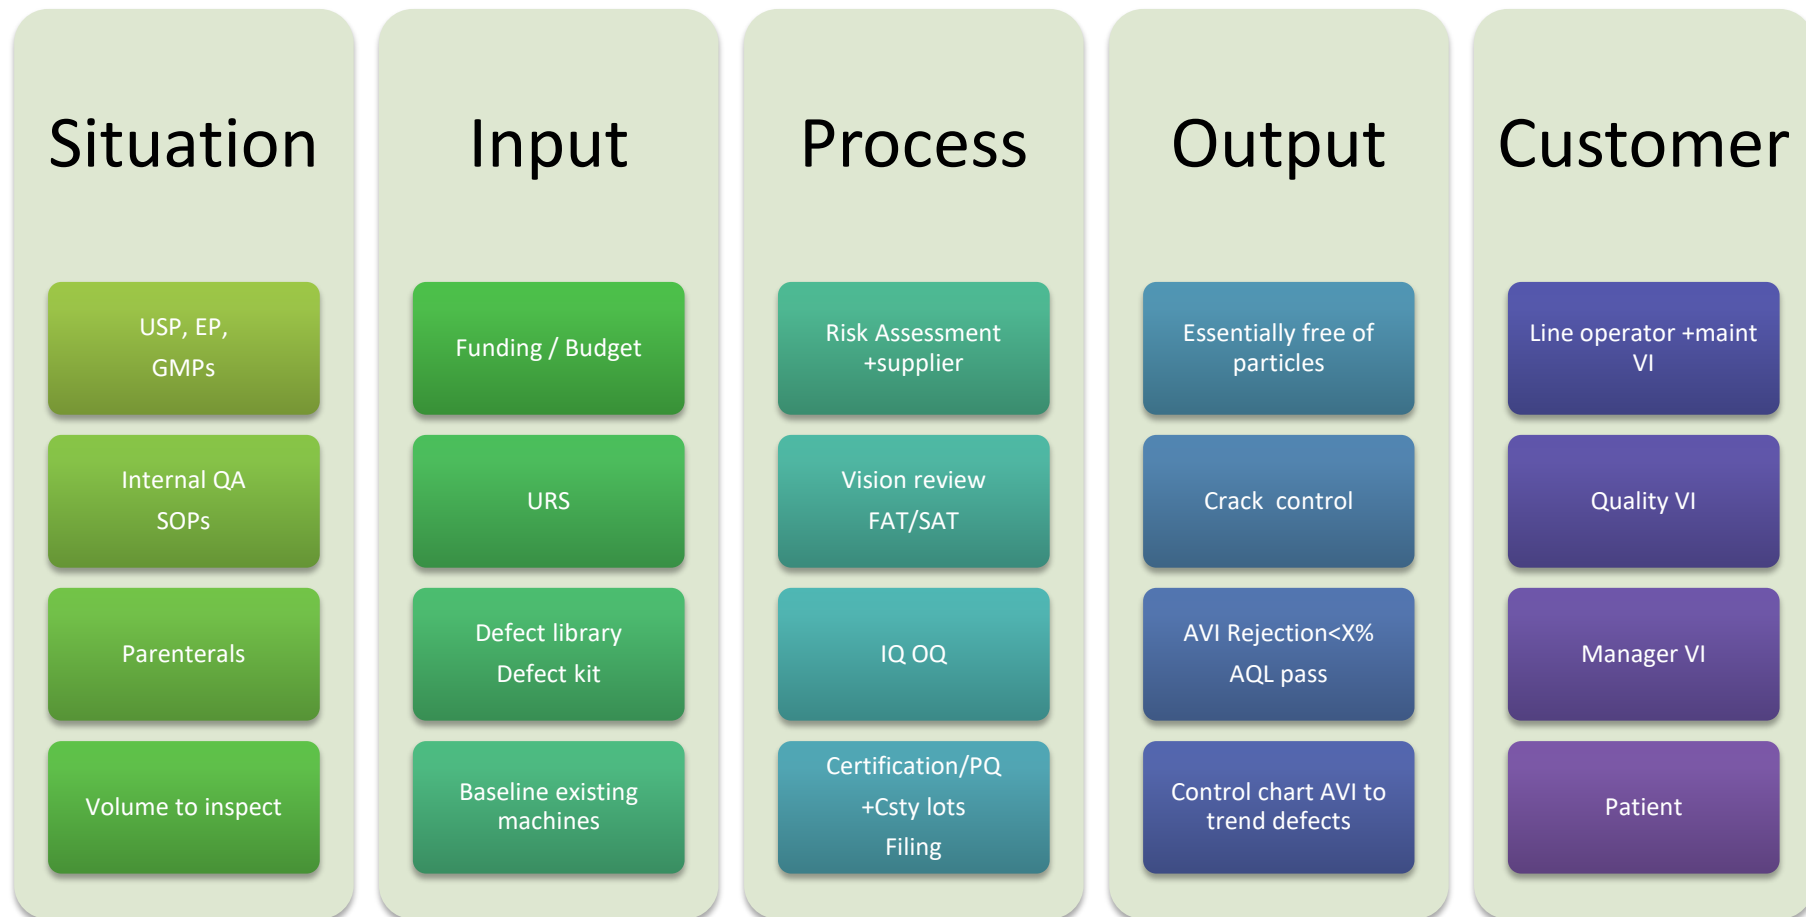 Situation
USP, EP,
GMPs
Internal QA
SOPs
Parenterals
Volume to inspect
Input
Funding / Budget
URS
Defect library
Defect kit
Baseline existing
machines
Process
Risk Assessment
+supplier
Vision review
FAT/SAT
IQ OQ
Certification/PQ
+Csty lots
Filing
Output
Essentially free of
particles
Crack  control
AVI Rejection<X%
AQL pass
Control chart AVI to
trend defects
Customer
Line operator +maint
VI
Quality VI
Manager VI
Patient